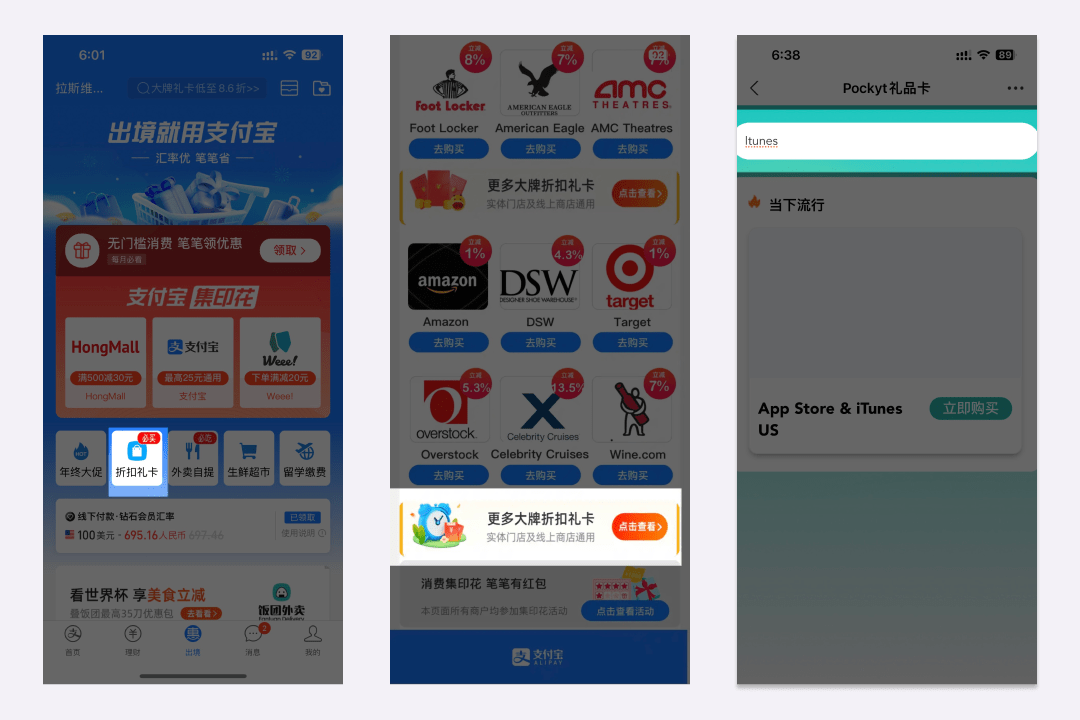 6:01
92
拉斯维...
大牌礼卡低至8.6折>>
出境就用支付宝
汇率优 笔笔省
无门槛消费 笔笔领优惠
每月必看
领取 >
支付宝 集印花
HongMall
支付宝
Weee!
满500减30元
最高25元通用
下单满减20元
HongMall
支付宝
Weee!
必买
必吃
HOT
年终大促
折扣礼卡
外卖自提
生鲜超市
留学缴费
线下付款·钻石会员汇率
已领取
100美元 - 695.16人民币 697.46
使用说明
看世界杯 享美食立减
叠饭团最高35刀优惠包 去看看>
饭团外卖
Fantuan Delivery
2
惠
首页
理财
出境
消息
我的
立减
8%
立减
7%
立减
7%
Foot Locker
AMERICAN EAGLE
OUTFITTERS
AMC
THEATRES
Foot Locker
American Eagle
AMC Theatres
去购买
去购买
去购买
更多大牌折扣礼卡
实体门店及线上商店通用
点击查看>
立减
1%
立减
4.3%
立减
1%
amazon
DSW
DESIGNER SHOE WAREHOUSE
target
Amazon
DSW
Target
去购买
去购买
去购买
立减
5.3%
立减
13.5%
立减
7%
overstock.
Celebrity Cruises
Overstock
Celebrity Cruises
Wine.com
去购买
去购买
去购买
更多大牌折扣礼卡
实体门店及线上商店通用
点击查看>
消费集印花 笔笔有红包
本页面所有商户均参加集印花活动
点击查看活动
支付宝
ALIPAY
6:38
89
Pockyt礼品卡
Itunes
当下流行
App Store & iTunes
US
立即购买